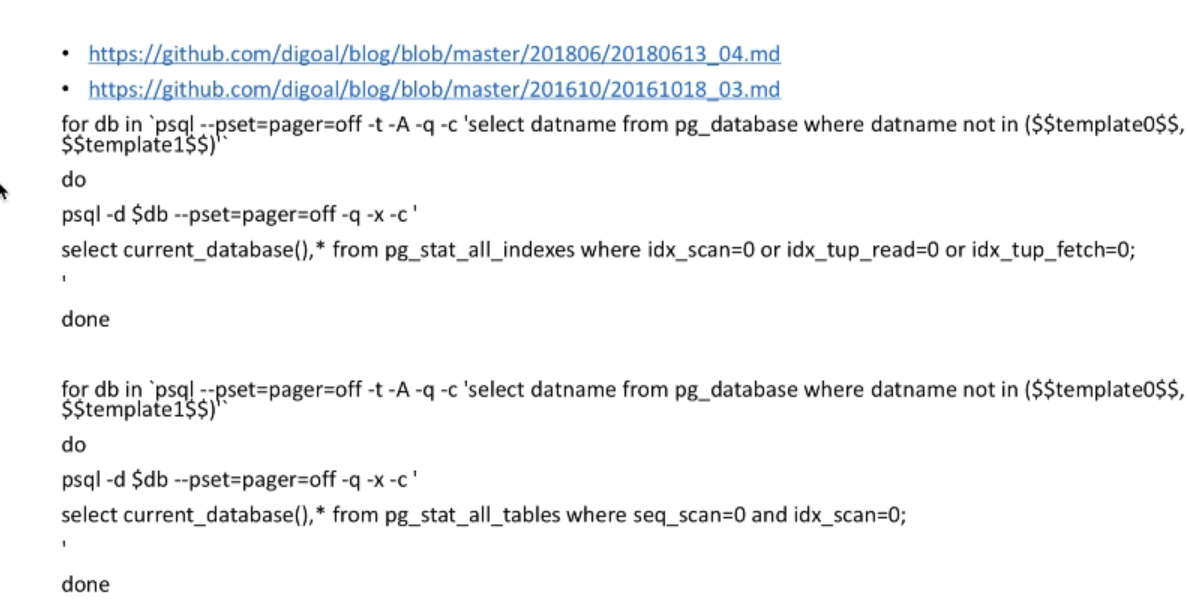 • https://github.com/digoal/blog/blob/master/201806/20180613_04.md
• https://github.com/digoal/blog/blob/master/201610/20161018_03.md
for db in `psql --pset=pager=off -t -A -q -c 'select datname from pg_database where datname not in ($$template0$$,
$$template1$$)'`
do
psql -d $db --pset=pager=off -q -x -c '
select current_database(),* from pg_stat_all_indexes where idx_scan=0 or idx_tup_read=0 or idx_tup_fetch=0;
'
done
for db in `psql --pset=pager=off -t -A -q -c 'select datname from pg_database where datname not in ($$template0$$,
$$template1$$)'`
do
psql -d $db --pset=pager=off -q -x -c '
select current_database(),* from pg_stat_all_tables where seq_scan=0 and idx_scan=0;
'
done